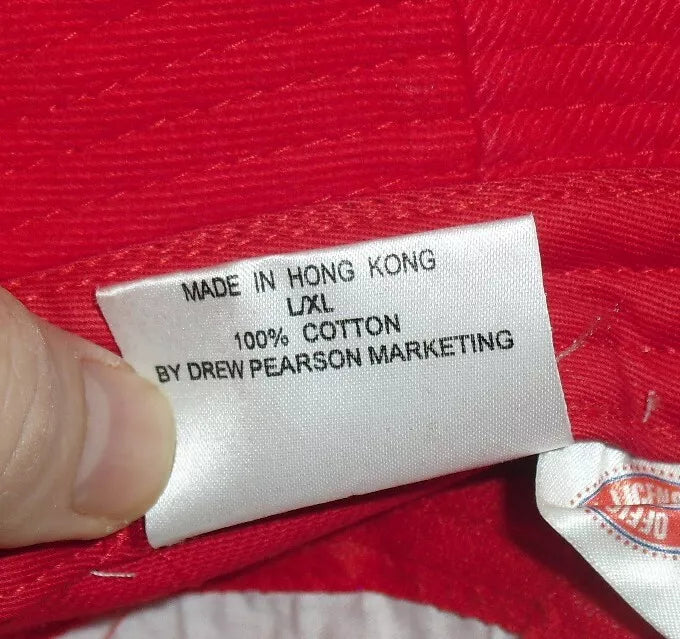 MADE IN HONG KONG
L/XL
100% COTTON
BY DREW PEARSON MARKETING